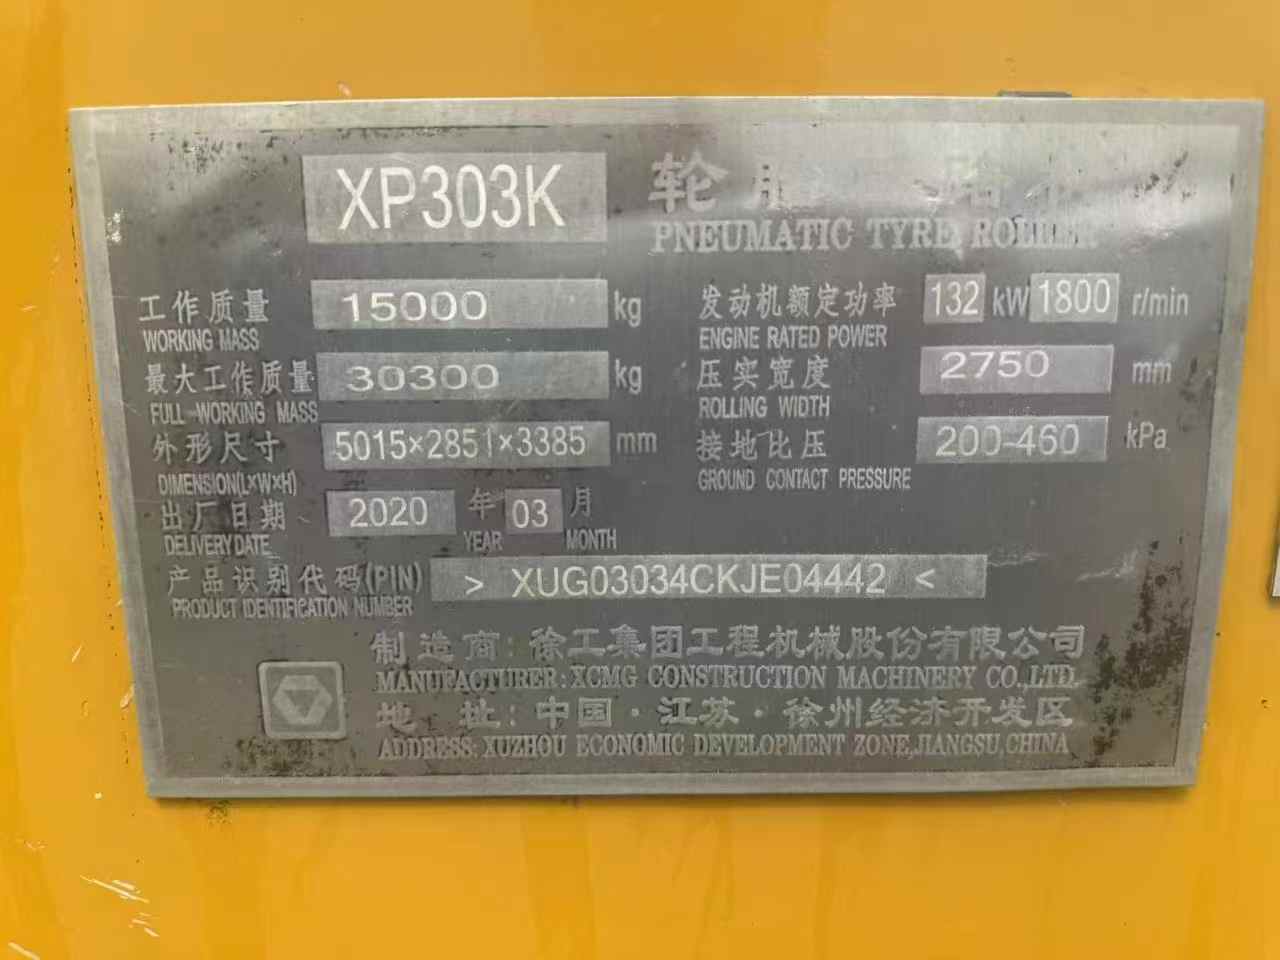 XP303K 轮
PNEUMATIC TYRE ROLLER
工作质量 15000 kg
WORKING MASS
最大工作质量 30300 kg
FULL WORKING MASS
外形尺寸 5015×2851×3385 mm
DIMENSION(L×W×H)
出厂日期 2020 年 03 月
DELIVERY DATE YEAR MONTH
发动机额定功率 132 kW 1800 r/min
ENGINE RATED POWER
压实宽度 2750 mm
ROLLING WIDTH
接地比压 200-460 kPa
GROUND CONTACT PRESSURE
产品识别代码(PIN) > XUG03034CKJE04442 <
PRODUCT IDENTIFICATION NUMBER
制造商:徐工集团工程机械股份有限公司
MANUFACTURER:XCMG CONSTRUCTION MACHINERY CO.,LTD.
地址:中国·江苏·徐州经济开发区
ADDRESS: XUZHOU ECONOMIC DEVELOPMENT ZONE,JIANGSU,CHINA